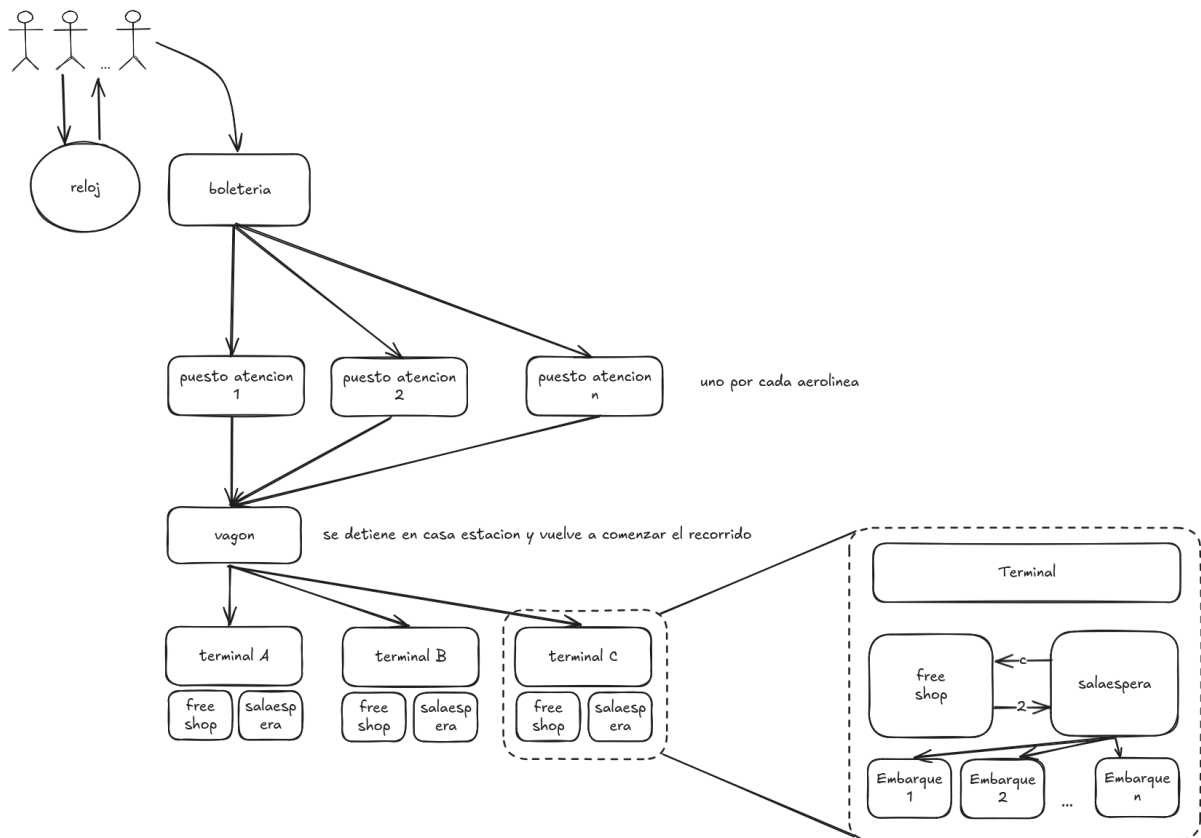 ...
reloj
boleteria
puesto atencion
1
puesto atencion
2
puesto atencion
n
uno por cada aerolinea
vagon
se detiene en casa estacion y vuelve a comenzar el recorrido
terminal A
terminal B
terminal C
free
shop
salaesp
era
free
shop
salaesp
era
free
shop
salaesp
era
Terminal
free
shop
c
2
salaespera
Embarque
1
Embarque
2
...
Embarque
n